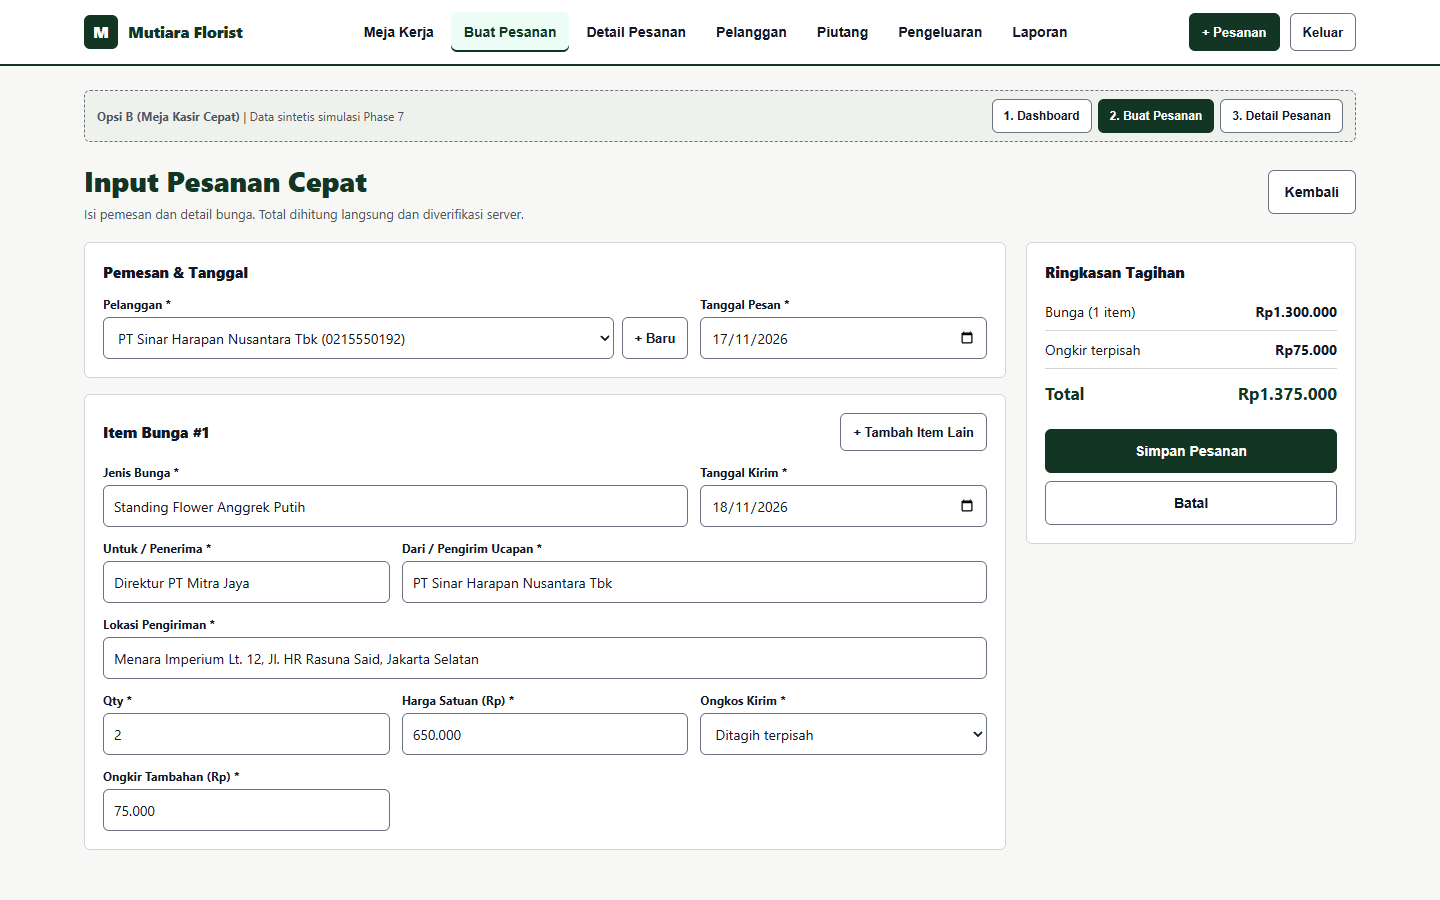 M Mutiara Florist Meja Kerja Buat Pesanan Detail Pesanan Pelanggan Piutang Pengeluaran Laporan + Pesanan Keluar
Opsi B (Meja Kasir Cepat) | Data sintetis simulasi Phase 7 1. Dashboard 2. Buat Pesanan 3. Detail Pesanan
Input Pesanan Cepat
Isi pemesan dan detail bunga. Total dihitung langsung dan diverifikasi server.
Kembali
Pemesan & Tanggal
Pelanggan * Tanggal Pesan *
PT Sinar Harapan Nusantara Tbk (0215550192) + Baru 17/11/2026
Item Bunga #1 + Tambah Item Lain
Jenis Bunga * Tanggal Kirim *
Standing Flower Anggrek Putih 18/11/2026
Untuk / Penerima * Dari / Pengirim Ucapan *
Direktur PT Mitra Jaya PT Sinar Harapan Nusantara Tbk
Lokasi Pengiriman *
Menara Imperium Lt. 12, Jl. HR Rasuna Said, Jakarta Selatan
Qty * Harga Satuan (Rp) * Ongkos Kirim *
2 650.000 Ditagih terpisah
Ongkir Tambahan (Rp) *
75.000
Ringkasan Tagihan
Bunga (1 item) Rp1.300.000
Ongkir terpisah Rp75.000
Total Rp1.375.000
Simpan Pesanan
Batal